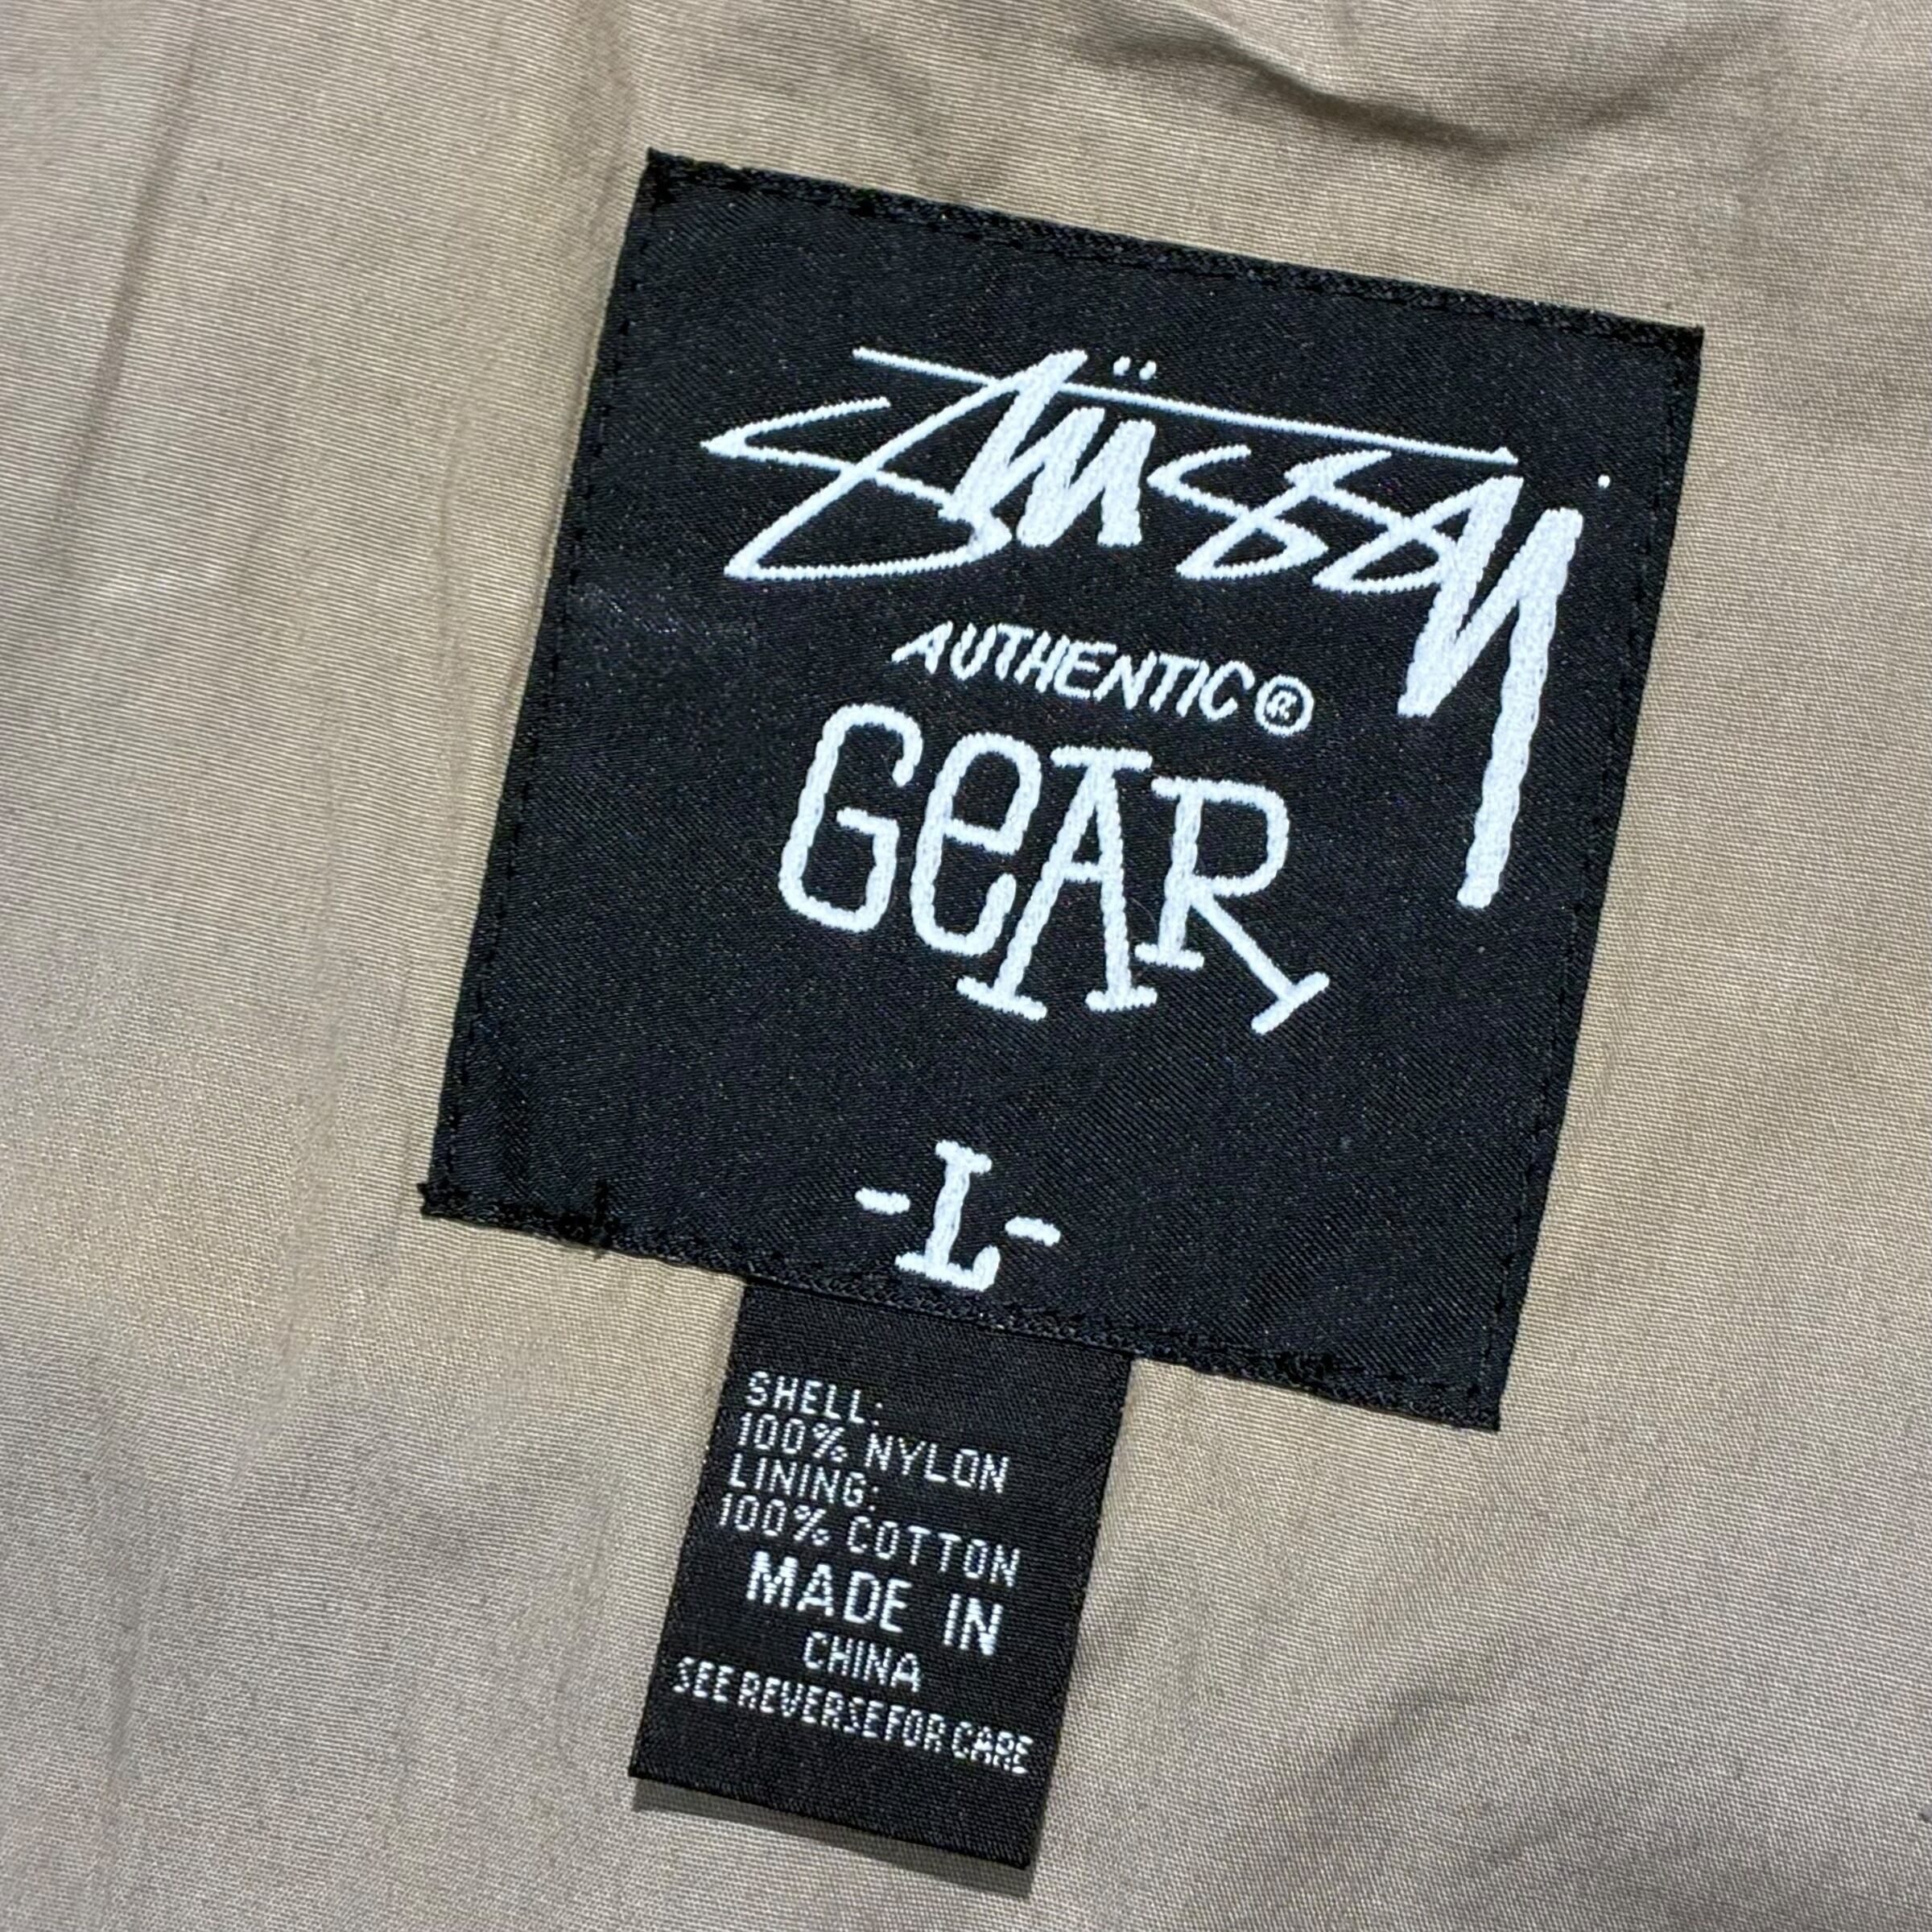 Stüssy
AUTHENTIC®
GeAR
-L-
SHELL:
100% NYLON
LINING:
100% COTTON
MADE IN
CHINA
SEE REVERSE FOR CARE